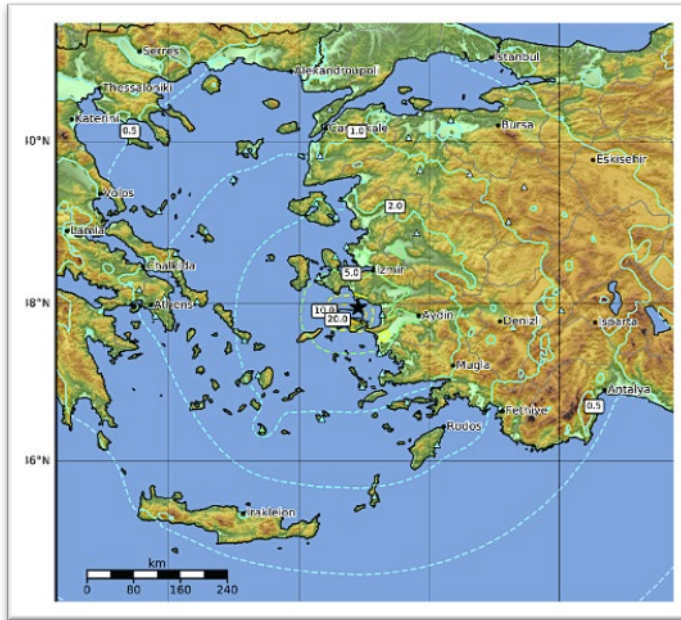 Serres
Istanbul
Alexandroupol
Thessaloniki
Katerini
0.5
1.0
Bursa
40°N
Eskisehir
Volos
2.0
Lamia
Chalkida
5.0
Izmir
38°N
Athens
10.0
20.0
Aydin
Denizli
Isparta
Mugla
Antalya
Fethiye
0.5
Rodos
36°N
Irakleion
km
0 80 160 240